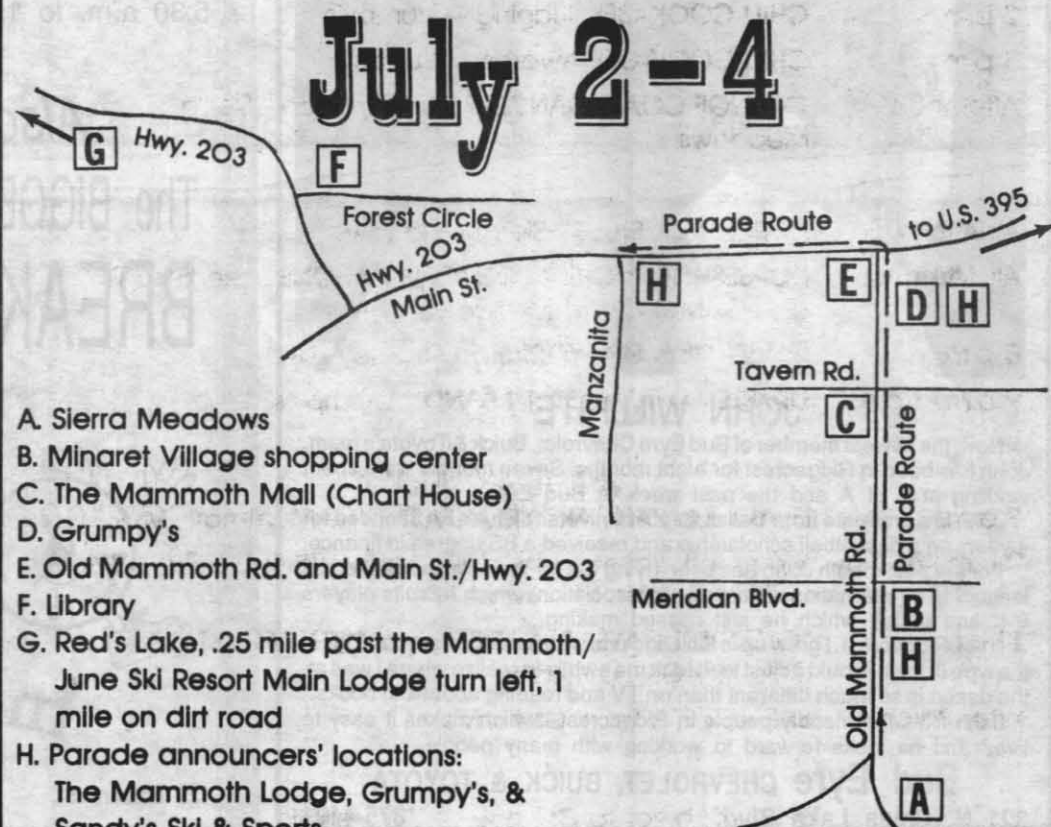 July 2-4
G
Hwy. 203
F
Forest Circle
Hwy. 203
Main St.
Parade Route
to U.S. 395
H
E
D
H
Manzanita
Tavern Rd.
C
Parade Route
Old Mammoth Rd.
Meridian Blvd.
B
H
A
A. Sierra Meadows
B. Minaret Village shopping center
C. The Mammoth Mall (Chart House)
D. Grumpy's
E. Old Mammoth Rd. and Main St./Hwy. 203
F. Library
G. Red's Lake, .25 mile past the Mammoth/
June Ski Resort Main Lodge turn left, 1
mile on dirt road
H. Parade announcers' locations:
The Mammoth Lodge, Grumpy's, &
Sandy's Ski & Sports